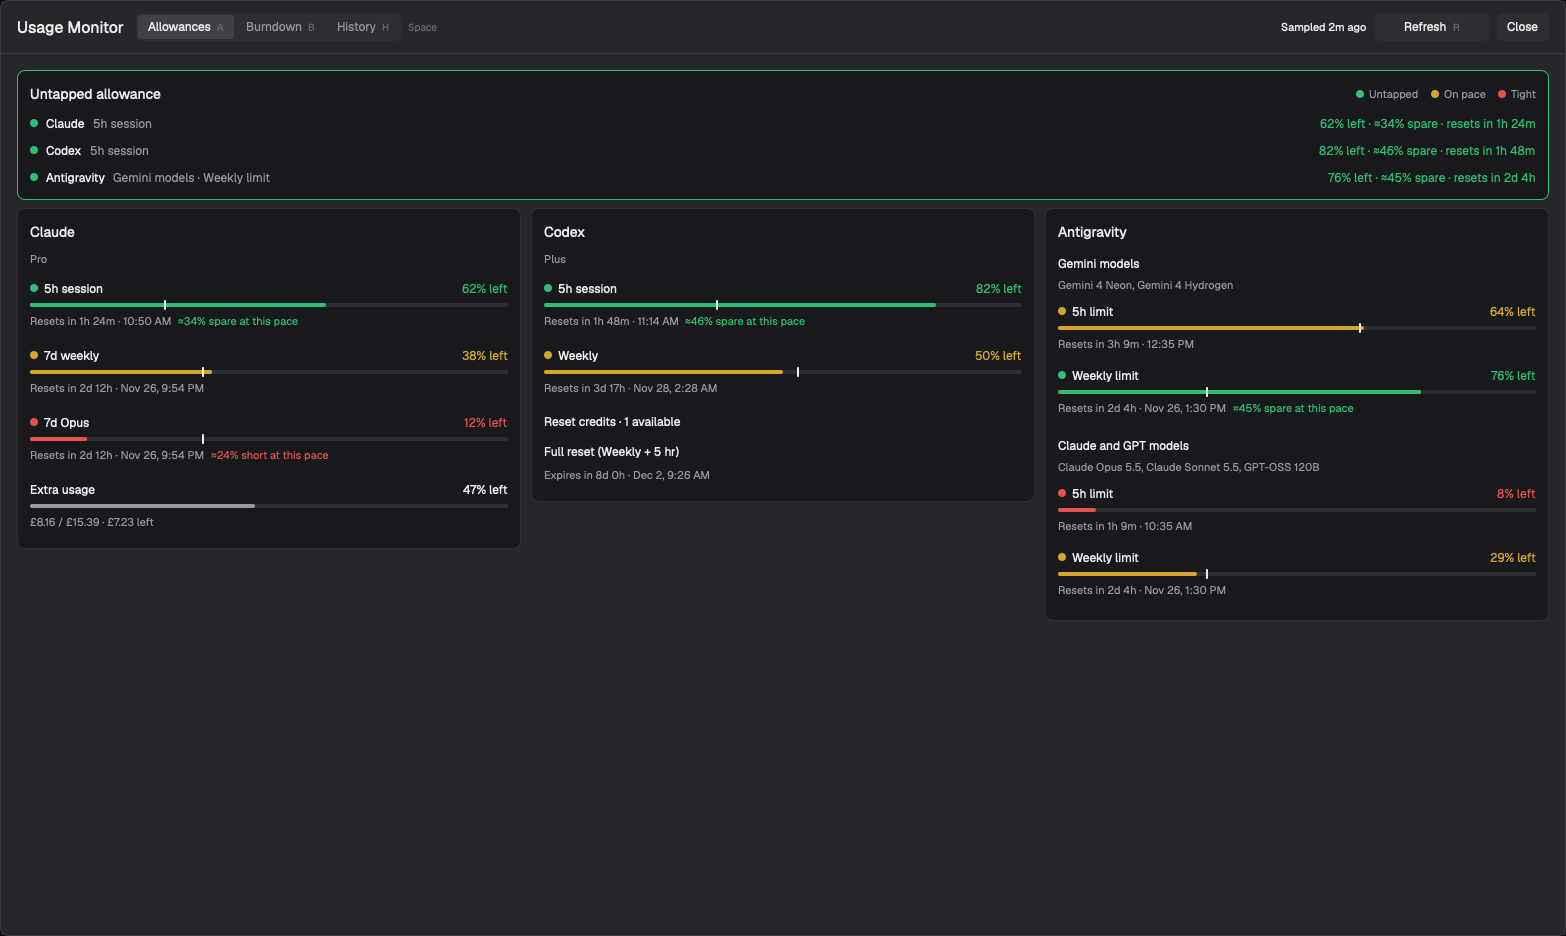 Usage Monitor Allowances A Burndown B History H Space Sampled 2m ago Refresh R Close
Untapped allowance Untapped On pace Tight
Claude 5h session 62% left · ≈34% spare · resets in 1h 24m
Codex 5h session 82% left · ≈46% spare · resets in 1h 48m
Antigravity Gemini models · Weekly limit 76% left · ≈45% spare · resets in 2d 4h
Claude
Pro
5h session 62% left
Resets in 1h 24m · 10:50 AM ≈34% spare at this pace
7d weekly 38% left
Resets in 2d 12h · Nov 26, 9:54 PM
7d Opus 12% left
Resets in 2d 12h · Nov 26, 9:54 PM ≈24% short at this pace
Extra usage 47% left
£8.16 / £15.39 · £7.23 left
Codex
Plus
5h session 82% left
Resets in 1h 48m · 11:14 AM ≈46% spare at this pace
Weekly 50% left
Resets in 3d 17h · Nov 28, 2:28 AM
Reset credits · 1 available
Full reset (Weekly + 5 hr)
Expires in 8d 0h · Dec 2, 9:26 AM
Antigravity
Gemini models
Gemini 4 Neon, Gemini 4 Hydrogen
5h limit 64% left
Resets in 3h 9m · 12:35 PM
Weekly limit 76% left
Resets in 2d 4h · Nov 26, 1:30 PM ≈45% spare at this pace
Claude and GPT models
Claude Opus 5.5, Claude Sonnet 5.5, GPT-OSS 120B
5h limit 8% left
Resets in 1h 9m · 10:35 AM
Weekly limit 29% left
Resets in 2d 4h · Nov 26, 1:30 PM